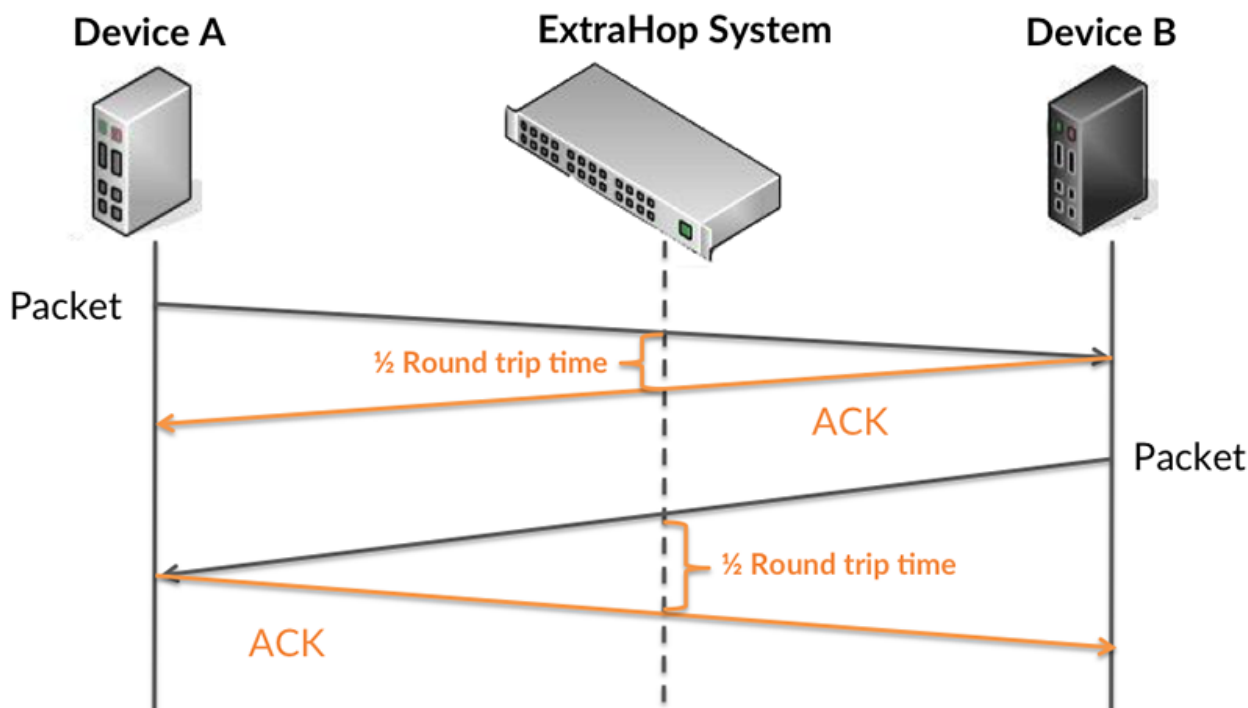 Device A
ExtraHop System
Device B
Packet
½ Round trip time
ACK
Packet
½ Round trip time
ACK